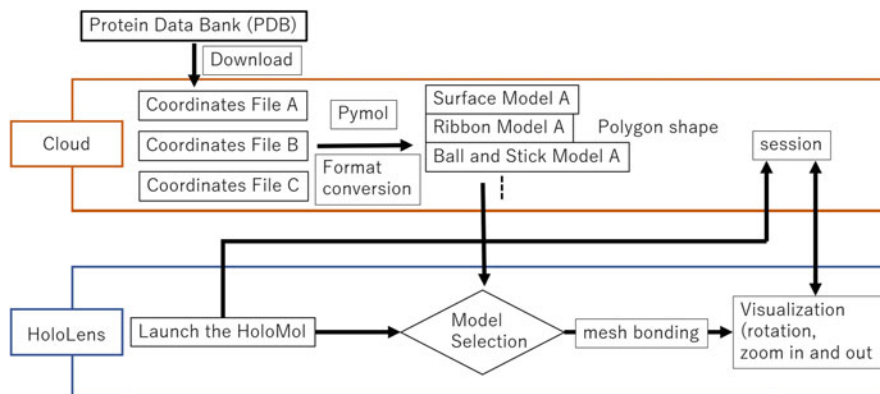 Protein Data Bank (PDB)
Download
Coordinates File A
Coordinates File B
Coordinates File C
Pymol
Format
conversion
Surface Model A
Ribbon Model A
Ball and Stick Model A
Polygon shape
session
Cloud
HoloLens
Launch the HoloMol
Model
Selection
mesh bonding
Visualization
(rotation,
zoom in and out